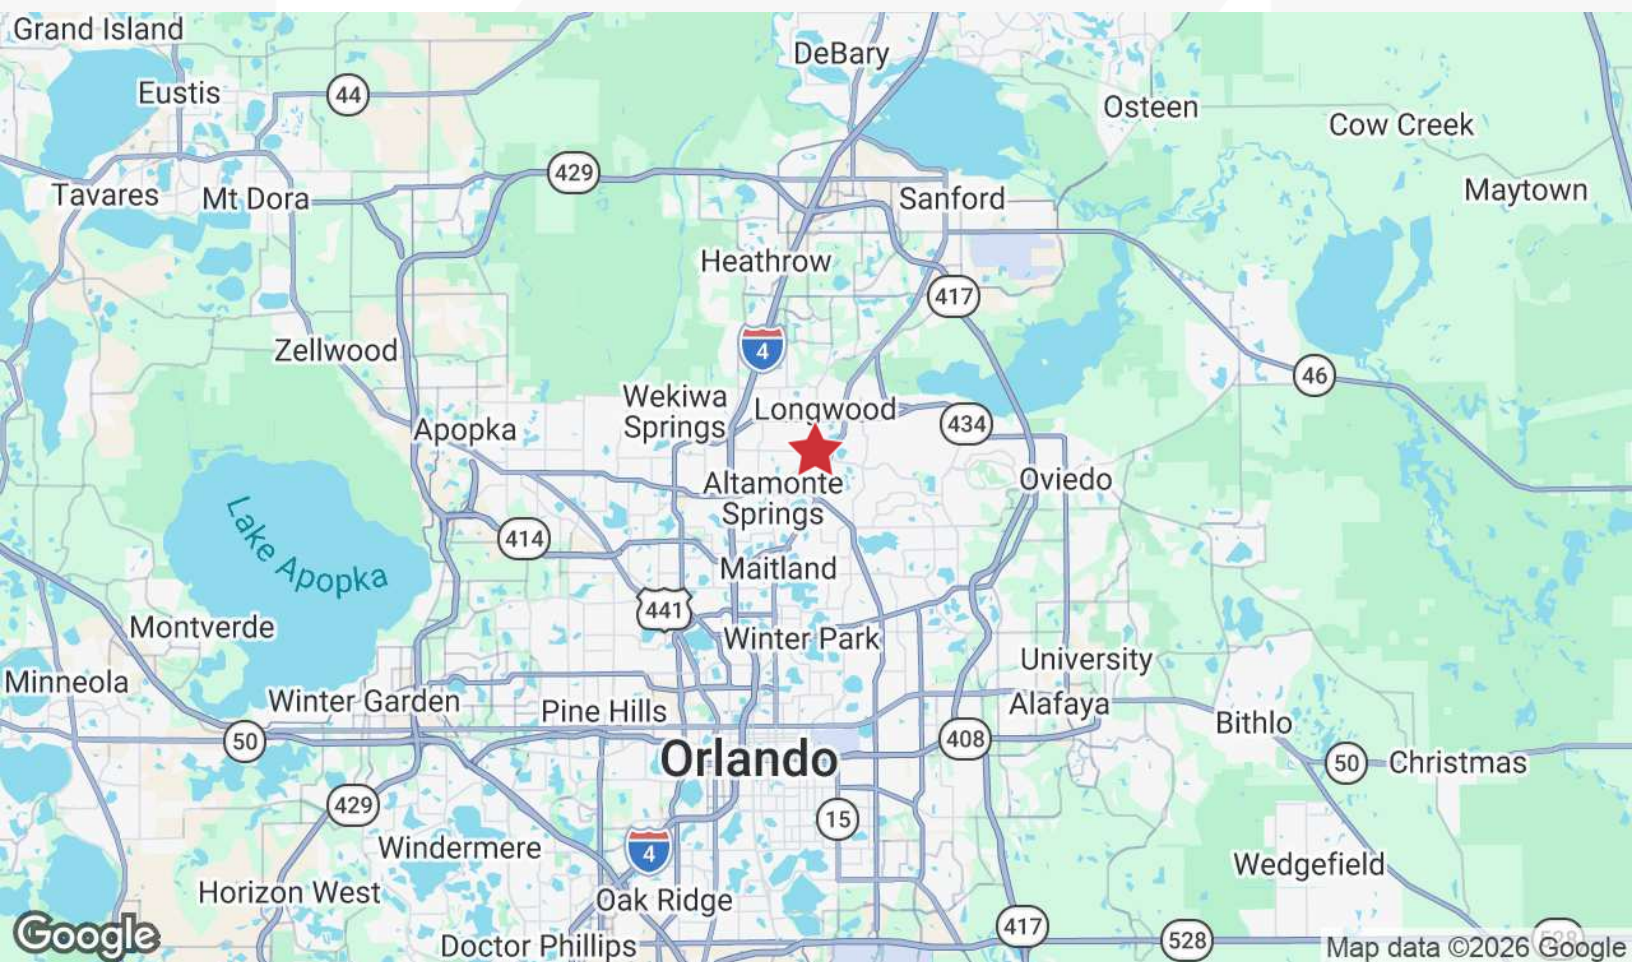 Grand Island
DeBary
Eustis
44
Osteen
Cow Creek
429
Tavares
Mt Dora
Sanford
Maytown
Heathrow
417
Zellwood
4
46
Wekiwa
Springs
Longwood
Apopka
434
Altamonte
Springs
Oviedo
Lake Apopka
414
Maitland
441
Montverde
Winter Park
University
Minneola
Winter Garden
Alafaya
Pine Hills
Bithlo
50
408
Orlando
50
Christmas
429
15
Windermere
4
Wedgefield
Horizon West
Oak Ridge
417
Google
Doctor Phillips
528
528
Map data ©2026 Google